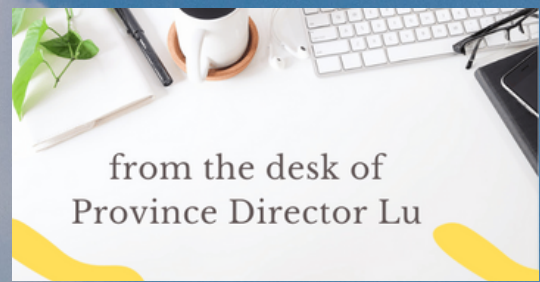 from the desk of
Province Director Lu